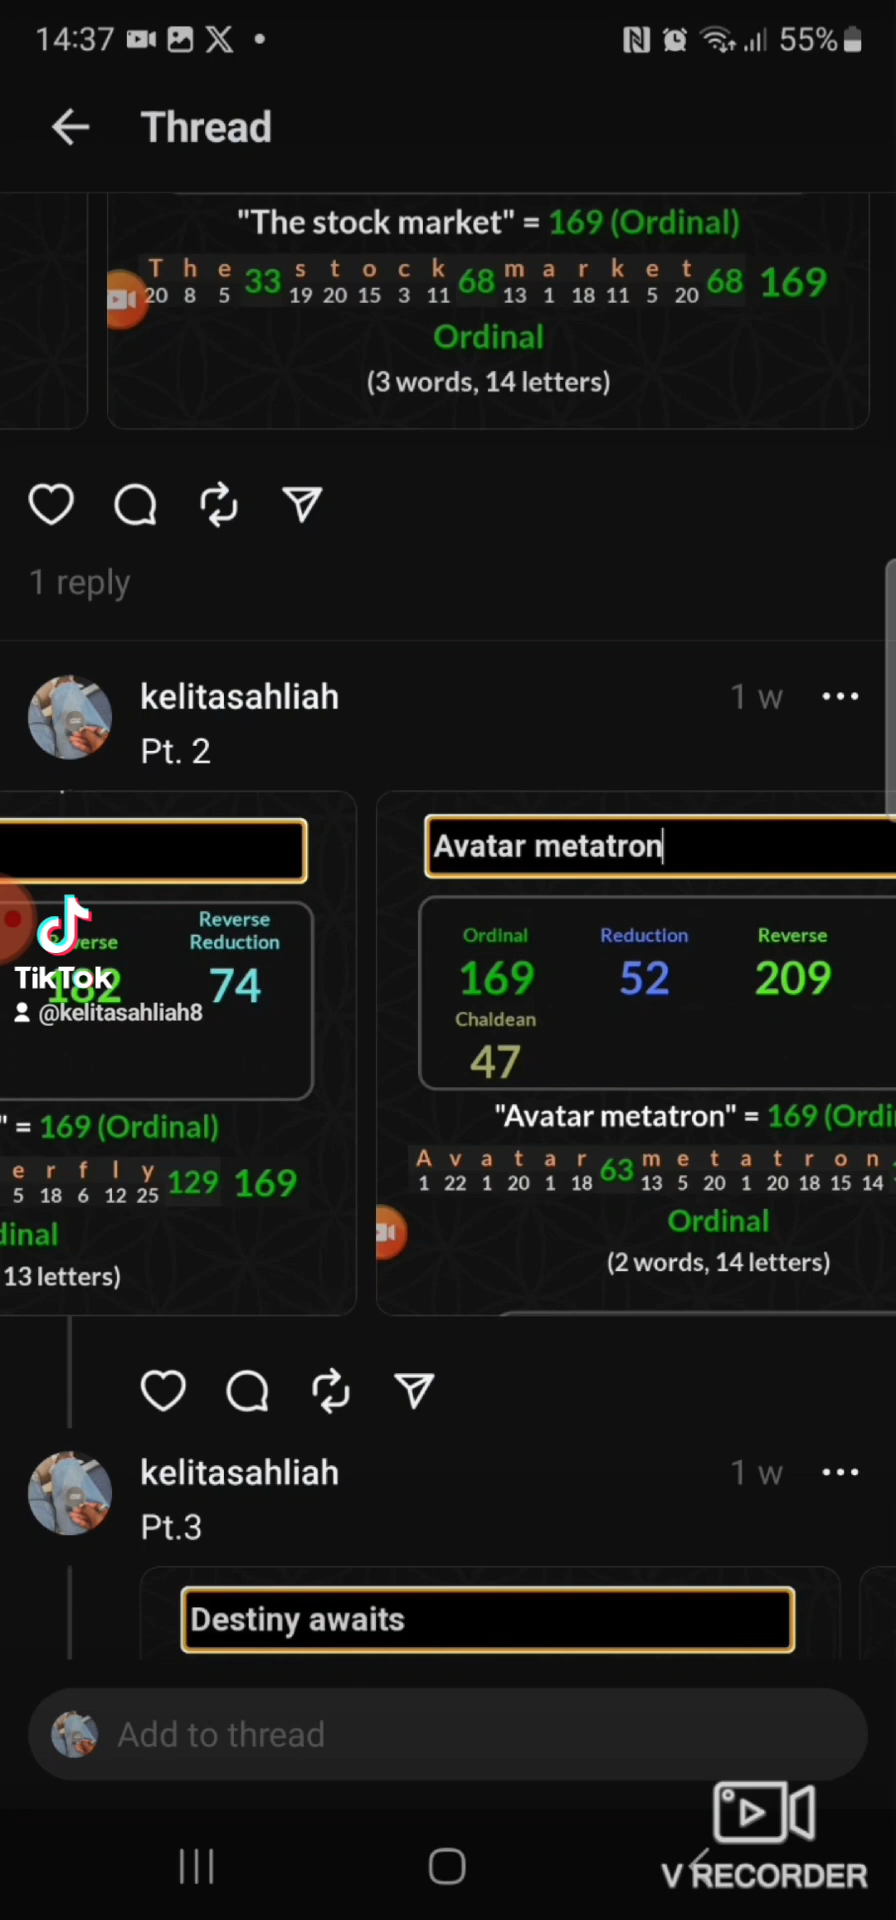 14:37 55%
Thread
"The stock market" = 169 (Ordinal)
T h e 33 s t o c k 68 m a r k e t 68 169
20 8 5 19 20 15 3 11 13 1 18 11 5 20
Ordinal
(3 words, 14 letters)
1 reply
kelitasahliah 1 w
Pt. 2
Avatar metatron
Reverse
Reduction
74
182
TikTok
@kelitasahliah8
Ordinal Reduction Reverse
169 52 209
Chaldean
47
" = 169 (Ordinal)
e r f l y 129 169
5 18 6 12 25
13 letters)
"Avatar metatron" = 169 (Ordi
A v a t a r 63 m e t a t r o n
1 22 1 20 1 18 13 5 20 1 20 18 15 14
Ordinal
(2 words, 14 letters)
kelitasahliah 1 w
Pt.3
Destiny awaits
Add to thread
V RECORDER